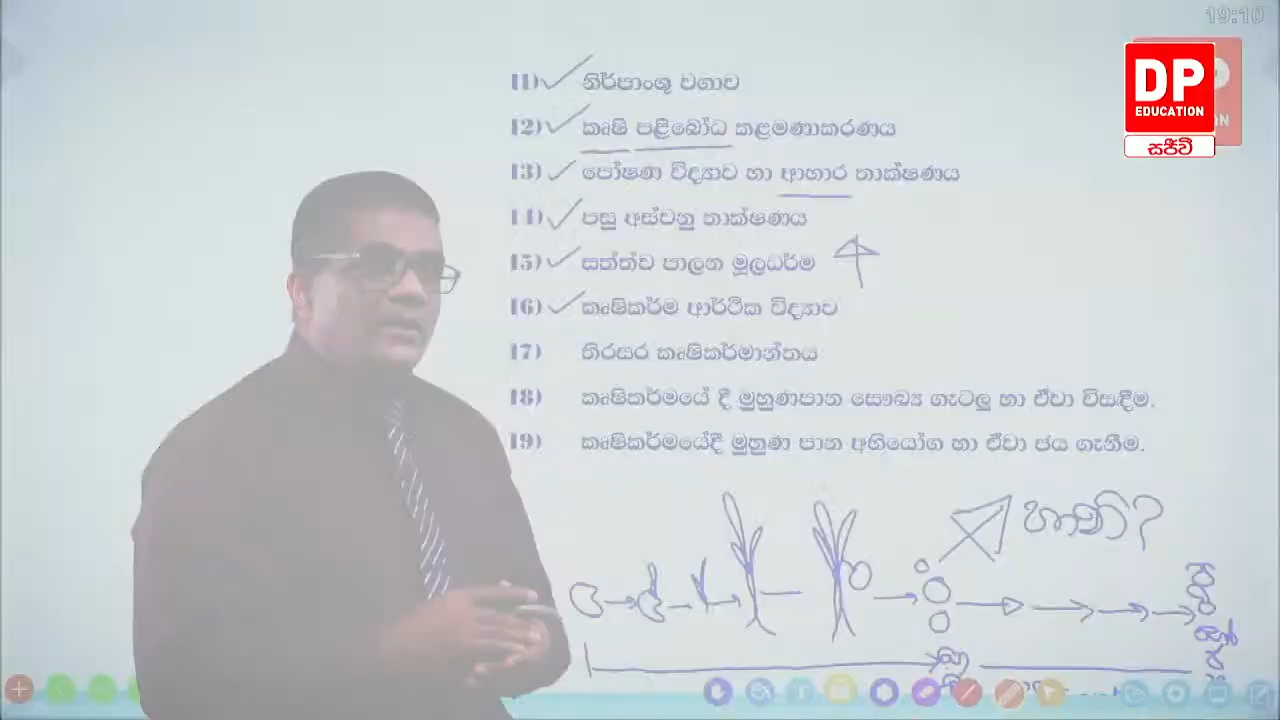 19:10
DP
EDUCATION
සජීවී
11) නිර්පාංශු වගාව
12) කෘෂි පළිබෝධ කළමණාකරණය
13) පෝෂණ විද්‍යාව හා ආහාර තාක්ෂණය
14) පසු අස්වනු තාක්ෂණය
15) සත්ත්ව පාලන මූලධර්ම
16) කෘෂිකර්ම ආර්ථික විද්‍යාව
17) තිරසර කෘෂිකර්මාන්තය
18) කෘෂිකර්මයේ දී මුහුණපාන සෞඛ්‍ය ගැටලු හා ඒවා විසඳීම.
19) කෘෂිකර්මයේදී මුහුණ පාන අභියෝග හා ඒවා ජය ගැනීම.
හානි?